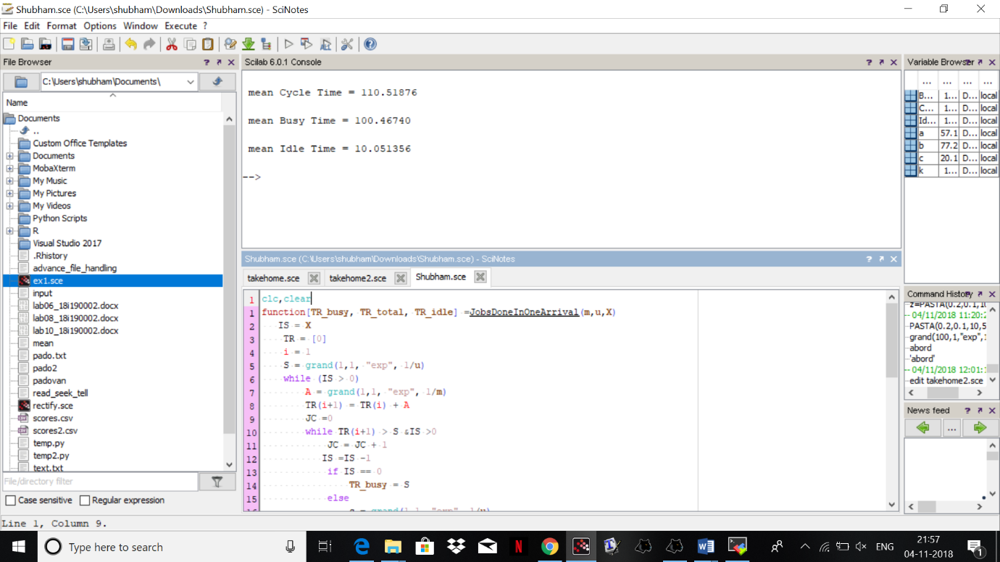 Shubham.sce (C:\Users\shubham\Downloads\Shubham.sce) - SciNotes
File Edit Format Options Window Execute ?
File Browser ? ↗ X
C:\Users\shubham\Documents\
Name
Documents
..
Custom Office Templates
Documents
MobaXterm
My Music
My Pictures
My Videos
Python Scripts
R
Visual Studio 2017
.Rhistory
advance_file_handling
ex1.sce
input
lab06_18i190002.docx
lab08_18i190002.docx
lab10_18i190002.docx
mean
pado.txt
pado2
padovan
read_seek_tell
rectify.sce
scores.csv
scores2.csv
temp.py
temp2.py
text.txt
File/directory filter
Case sensitive Regular expression
Scilab 6.0.1 Console
mean Cycle Time = 110.51876
mean Busy Time = 100.46740
mean Idle Time = 10.051356
-->
Shubham.sce (C:\Users\shubham\Downloads\Shubham.sce) - SciNotes
takehome.sce takehome2.sce Shubham.sce
1 clc,clear
1 function[TR_busy, TR_total, TR_idle] =JobsDoneInOneArrival(m,u,X)
2 IS = X
3 TR = [0]
4 i = 1
5 S = grand(1,1, "exp", 1/u)
6 while (IS > 0)
7 A = grand(1,1, "exp", 1/m)
8 TR(i+1) = TR(i) + A
9 JC =0
10 while TR(i+1) > S &IS >0
11 JC = JC + 1
12 IS =IS -1
13 if IS == 0
14 TR_busy = S
15 else
Variable Browser
... ... ... ...
B... 1... D... local
C... 1... D... local
Id... 1... D... local
a 57.1 D... local
b 77.2 D... local
c 20.1 D... local
k 1... D... local
Command History
z=PASTA(0.2,0.1,10
-- 04/11/2018 11:20:2
PASTA(0.2,0.1,10,5
grand(100,1,"exp",1
abord
'abord'
-- 04/11/2018 12:01:1
edit takehome2.sce
News feed
...
Line 1, Column 9.
Type here to search
ENG
21:57
04-11-2018
1